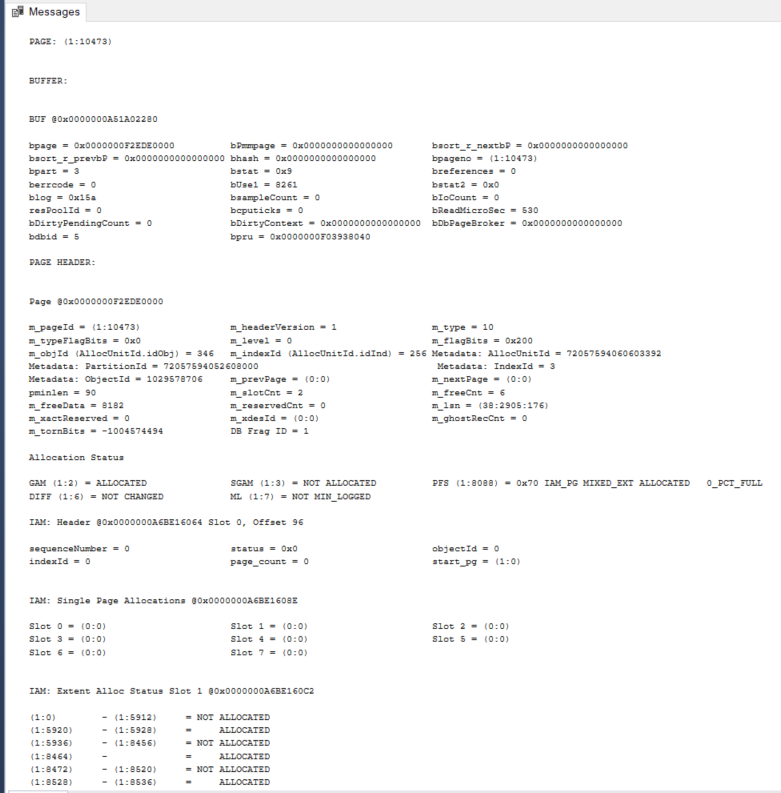 Messages
PAGE: (1:10473)
BUFFER:
BUF @0x0000000A51A02280
bpage = 0x0000000F2EDE0000 bPmmpage = 0x0000000000000000 bsort_r_nextbP = 0x0000000000000000
bsort_r_prevbP = 0x0000000000000000 bhash = 0x0000000000000000 bpageno = (1:10473)
bpart = 3 bstat = 0x9 breferences = 0
berrcode = 0 bUse1 = 8261 bstat2 = 0x0
blog = 0x15a bsampleCount = 0 bIoCount = 0
resPoolId = 0 bcputicks = 0 bReadMicroSec = 530
bDirtyPendingCount = 0 bDirtyContext = 0x0000000000000000 bDbPageBroker = 0x0000000000000000
bdbid = 5 bpru = 0x0000000F03938040
PAGE HEADER:
Page @0x0000000F2EDE0000
m_pageId = (1:10473) m_headerVersion = 1 m_type = 10
m_typeFlagBits = 0x0 m_level = 0 m_flagBits = 0x200
m_objId (AllocUnitId.idObj) = 346 m_indexId (AllocUnitId.idInd) = 256 Metadata: AllocUnitId = 72057594060603392
Metadata: PartitionId = 72057594052608000 Metadata: IndexId = 3
Metadata: ObjectId = 1029578706 m_prevPage = (0:0) m_nextPage = (0:0)
pminlen = 90 m_slotCnt = 2 m_freeCnt = 6
m_freeData = 8182 m_reservedCnt = 0 m_lsn = (38:2905:176)
m_xactReserved = 0 m_xdesId = (0:0) m_ghostRecCnt = 0
m_tornBits = -1004574494 DB Frag ID = 1
Allocation Status
GAM (1:2) = ALLOCATED SGAM (1:3) = NOT ALLOCATED PFS (1:8088) = 0x70 IAM_PG MIXED_EXT ALLOCATED 0_PCT_FULL
DIFF (1:6) = NOT CHANGED ML (1:7) = NOT MIN_LOGGED
IAM: Header @0x0000000A6BE16064 Slot 0, Offset 96
sequenceNumber = 0 status = 0x0 objectId = 0
indexId = 0 page_count = 0 start_pg = (1:0)
IAM: Single Page Allocations @0x0000000A6BE1608E
Slot 0 = (0:0) Slot 1 = (0:0) Slot 2 = (0:0)
Slot 3 = (0:0) Slot 4 = (0:0) Slot 5 = (0:0)
Slot 6 = (0:0) Slot 7 = (0:0)
IAM: Extent Alloc Status Slot 1 @0x0000000A6BE160C2
(1:0) - (1:5912) = NOT ALLOCATED
(1:5920) - (1:5928) = ALLOCATED
(1:5936) - (1:8456) = NOT ALLOCATED
(1:8464) - = ALLOCATED
(1:8472) - (1:8520) = NOT ALLOCATED
(1:8528) - (1:8536) = ALLOCATED